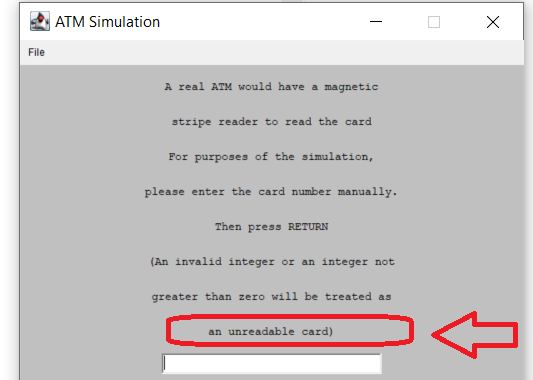 ATM Simulation
File
A real ATM would have a magnetic
stripe reader to read the card
For purposes of the simulation,
please enter the card number manually.
Then press RETURN
(An invalid integer or an integer not
greater than zero will be treated as
an unreadable card)